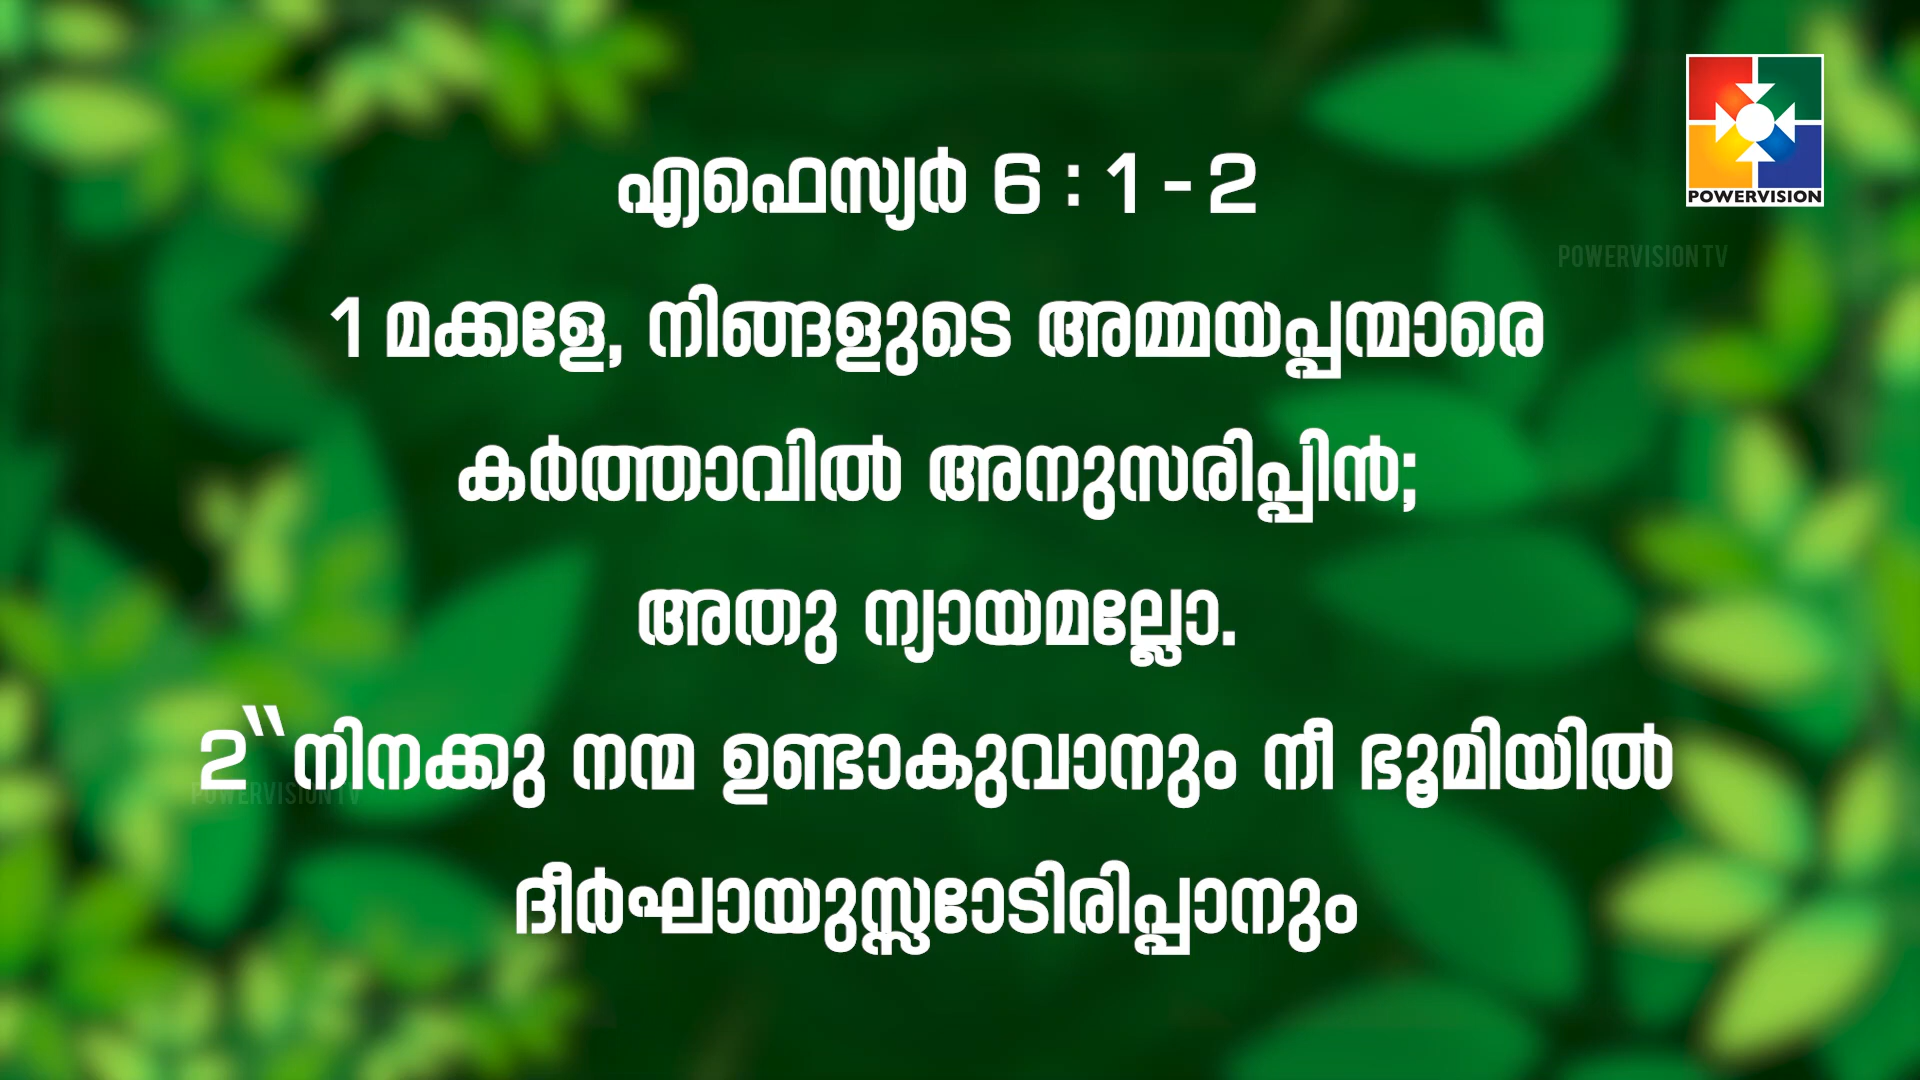 POWERVISION
POWERVISION TV
എഫെസ്യർ 6 : 1 - 2
1 മക്കളേ, നിങ്ങളുടെ അമ്മയപ്പന്മാരെ
കർത്താവിൽ അനുസരിപ്പിൻ;
അതു ന്യായമല്ലോ.
2 “നിനക്കു നന്മ ഉണ്ടാകുവാനും നീ ഭൂമിയിൽ
POWERVISION TV
ദീർഘായുസ്സോടിരിപ്പാനും